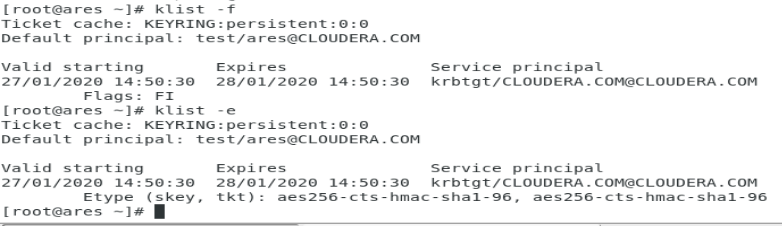 [root@ares ~]# klist -f
Ticket cache: KEYRING:persistent:0:0
Default principal: test/ares@CLOUDERA.COM
Valid starting       Expires              Service principal
27/01/2020 14:50:30  28/01/2020 14:50:30  krbtgt/CLOUDERA.COM@CLOUDERA.COM
        Flags: FI
[root@ares ~]# klist -e
Ticket cache: KEYRING:persistent:0:0
Default principal: test/ares@CLOUDERA.COM
Valid starting       Expires              Service principal
27/01/2020 14:50:30  28/01/2020 14:50:30  krbtgt/CLOUDERA.COM@CLOUDERA.COM
        Etype (skey, tkt): aes256-cts-hmac-sha1-96, aes256-cts-hmac-sha1-96
[root@ares ~]#